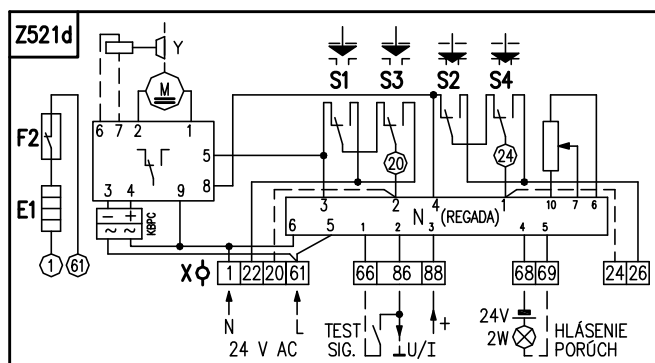 Z521d
Y
M
6 7 2 1
S1 S3 S2 S4
F2
E1
5
8
3 4 9
20
24
- +
~ ~
KBPC
3 2 4 1 10 7 6
N (REGADA)
6 5 1 2 3 4 5
1 61
X
1 22 20 61
66 86 88
68 69
24 26
N L
24 V AC
TEST
SIG.
U/I
+
24V
2W
HLÁSENIE
PORÚCH